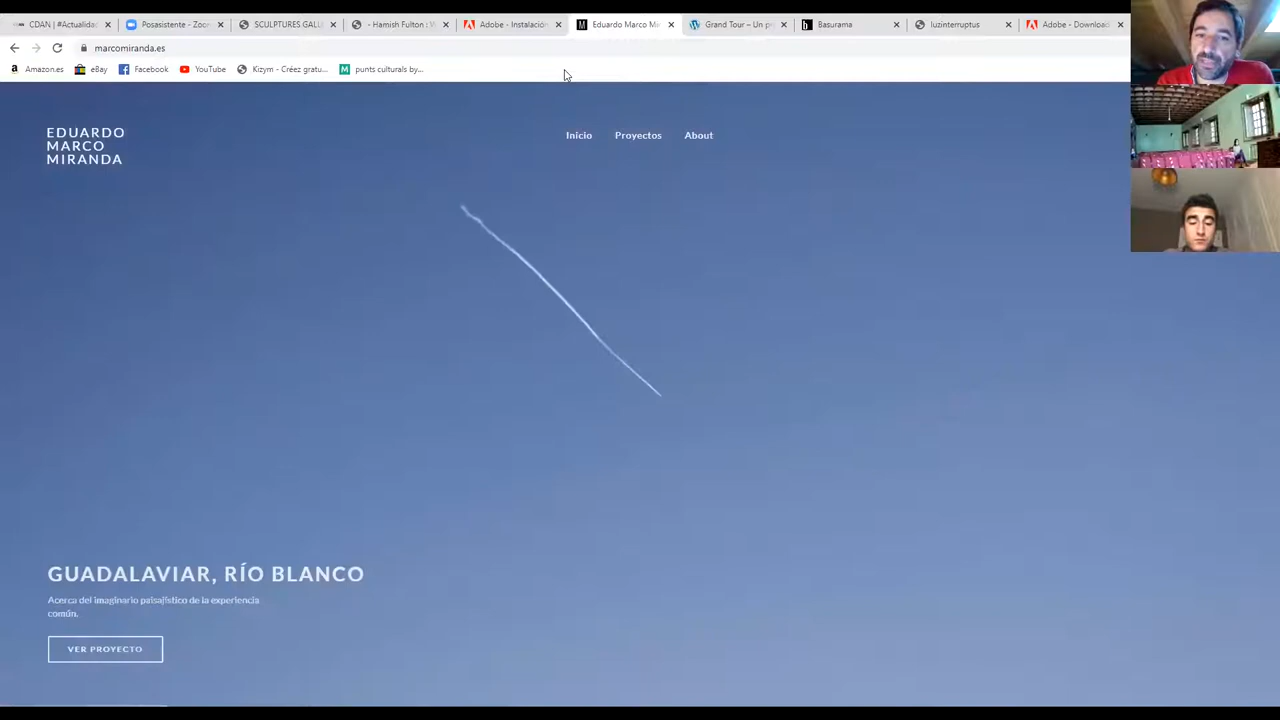 CDAN | #Actualidad
Posasistente - Zoom
SCULPTURES GALL
- Hamish Fulton : W
Adobe - Instalación
Eduardo Marco Mi
Grand Tour – Un p
Basurama
luzinterruptus
Adobe - Download
marcomiranda.es
Amazon.es
eBay
Facebook
YouTube
Kizym - Créez gratu...
punts culturals by...
EDUARDO
MARCO
MIRANDA
Inicio
Proyectos
About
GUADALAVIAR, RÍO BLANCO
Acerca del imaginario paisajístico de la experiencia
común.
VER PROYECTO